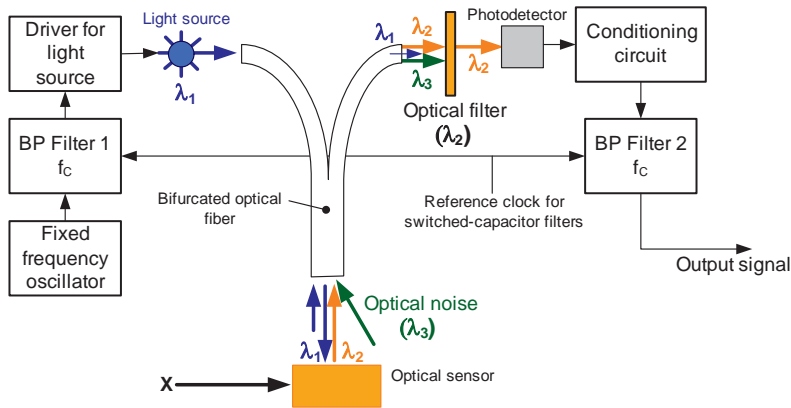 Driver for
light
source
Light source
λ1
λ1
λ2
λ3
λ2
Optical filter
(λ2)
Photodetector
Conditioning
circuit
BP Filter 1
fC
BP Filter 2
fC
Bifurcated optical
fiber
Reference clock for
switched-capacitor filters
Fixed
frequency
oscillator
Output signal
Optical noise
(λ3)
λ1
λ2
X
Optical sensor